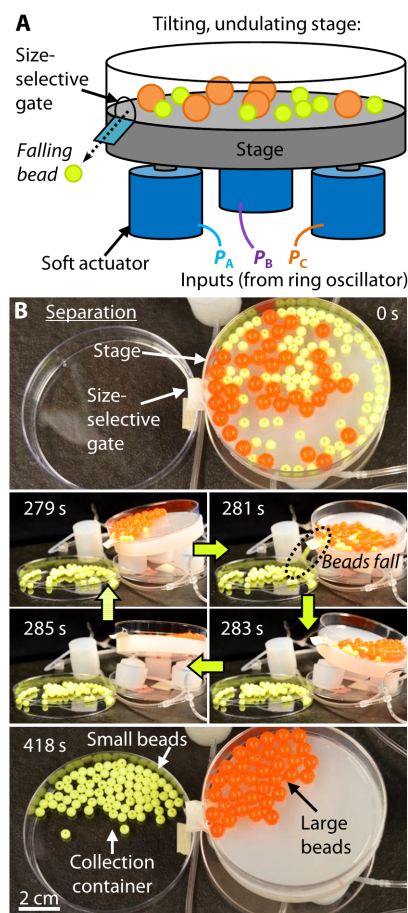 A
Tilting, undulating stage:
Size-
selective
gate
Falling
bead
Stage
Soft actuator
PA
PB
PC
Inputs (from ring oscillator)
B
Separation
0 s
Stage
Size-
selective
gate
279 s
281 s
Beads fall
285 s
283 s
418 s
Small beads
Large
beads
Collection
container
2 cm